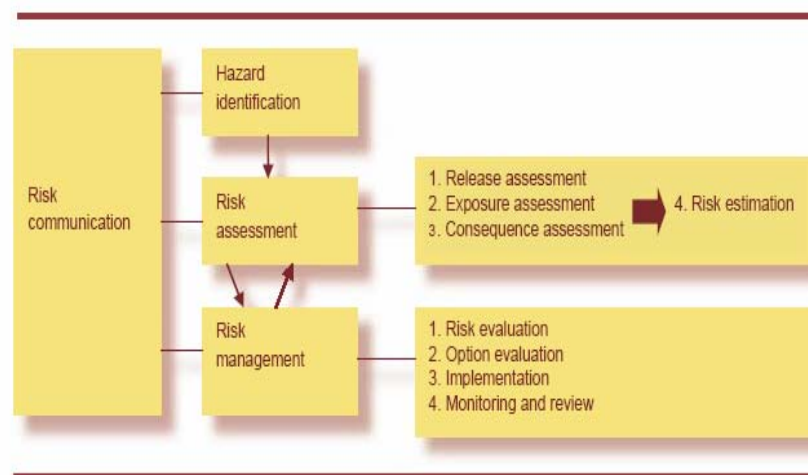 Risk
communication
Hazard
identification
Risk
assessment
Risk
management
1. Release assessment
2. Exposure assessment
3. Consequence assessment
4. Risk estimation
1. Risk evaluation
2. Option evaluation
3. Implementation
4. Monitoring and review